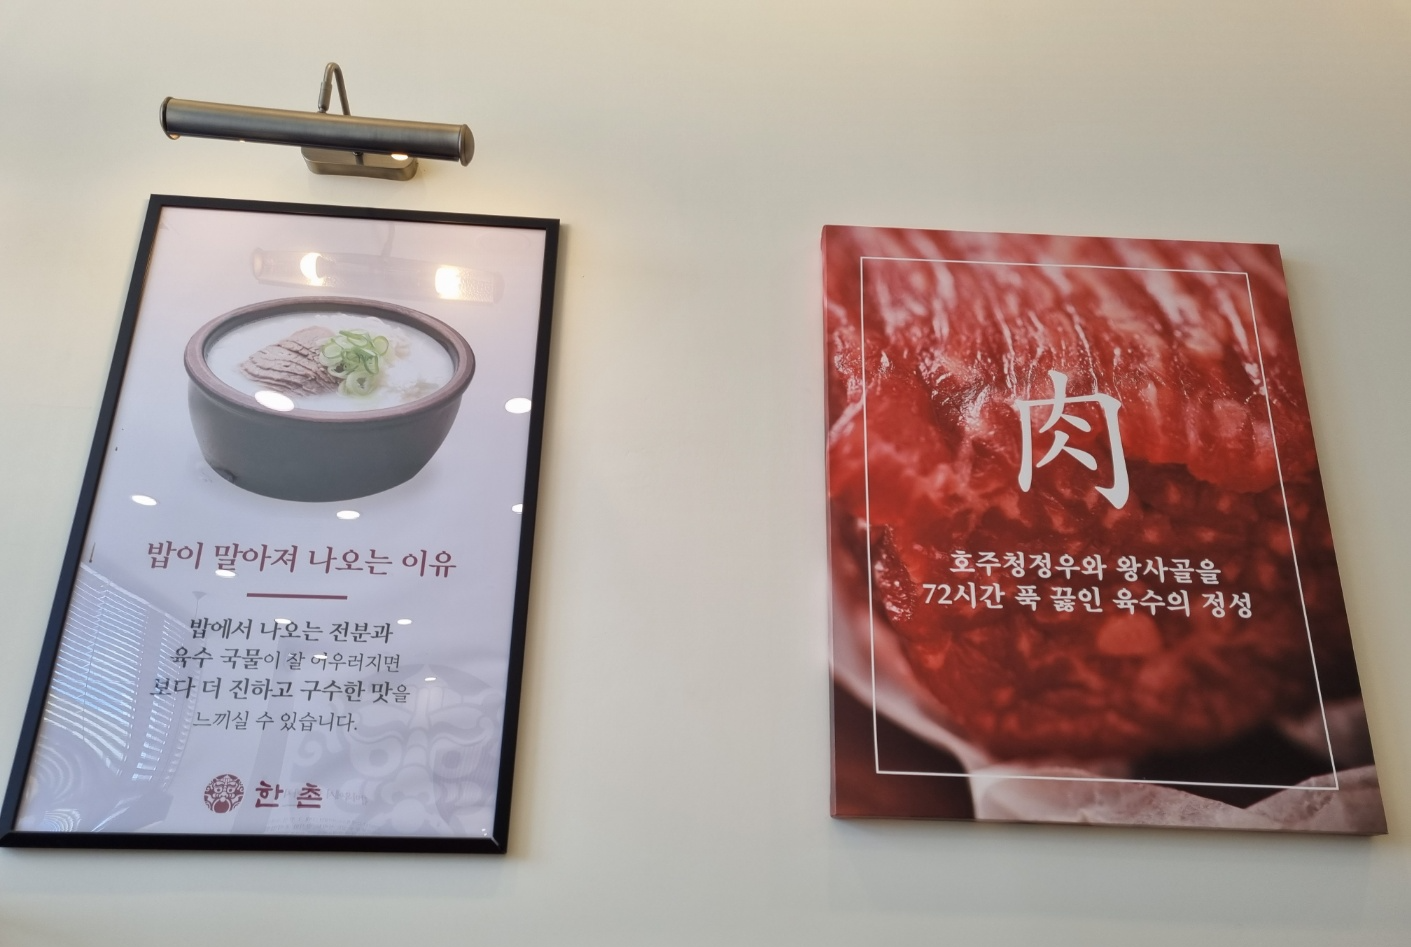 밥이 말아져 나오는 이유
밥에서 나오는 전분과
육수 국물이 잘 어우러지면
보다 더 진하고 구수한 맛을
느끼실 수 있습니다.
한촌
肉
호주청정우와 왕사골을
72시간 푹 끓인 육수의 정성